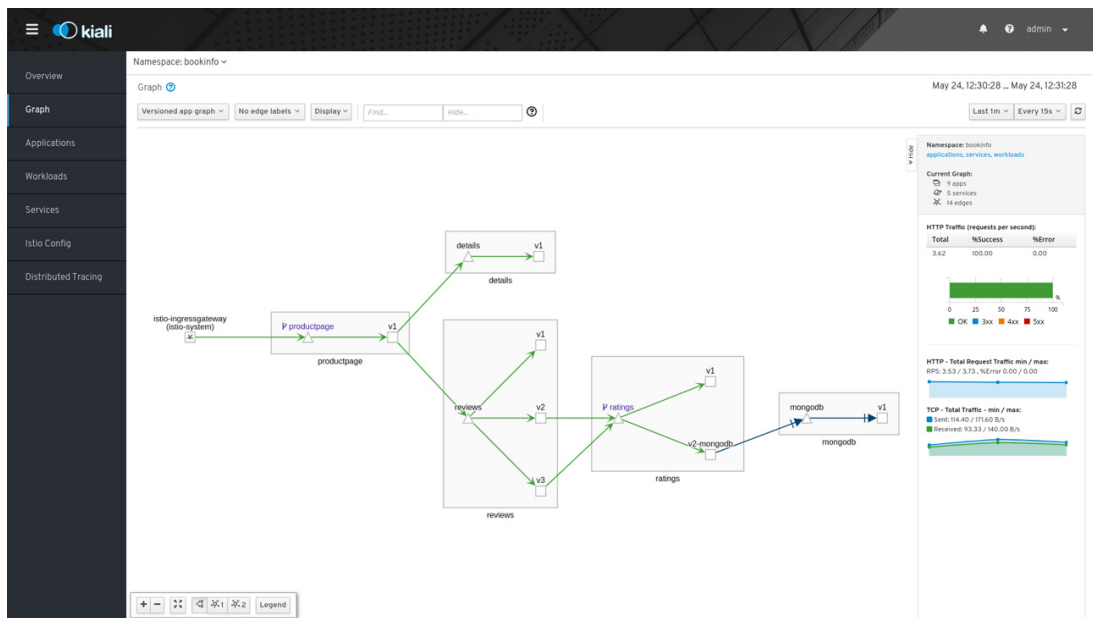 kiali
admin
Overview
Graph
Applications
Workloads
Services
Istio Config
Distributed Tracing
Namespace: bookinfo
Graph
May 24, 12:30:28 ... May 24, 12:31:28
Versioned app graph
No edge labels
Display
Find...
Hide...
Last 1m
Every 15s
Hide
Namespace: bookinfo
applications, services, workloads
Current Graph:
9 apps
5 services
14 edges
HTTP Traffic (requests per second):
Total %Success %Error
3.62 100.00 0.00
%
0 25 50 75 100
OK 3xx 4xx 5xx
HTTP - Total Request Traffic min / max:
RPS: 3.53 / 3.73 , %Error 0.00 / 0.00
TCP - Total Traffic - min / max:
Sent: 114.40 / 171.60 B/s
Received: 93.33 / 140.00 B/s
details v1
details
istio-ingressgateway
(istio-system)
productpage v1
productpage
v1
reviews v2
v3
reviews
v1
ratings
v2-mongodb
ratings
mongodb v1
mongodb
1
2
Legend